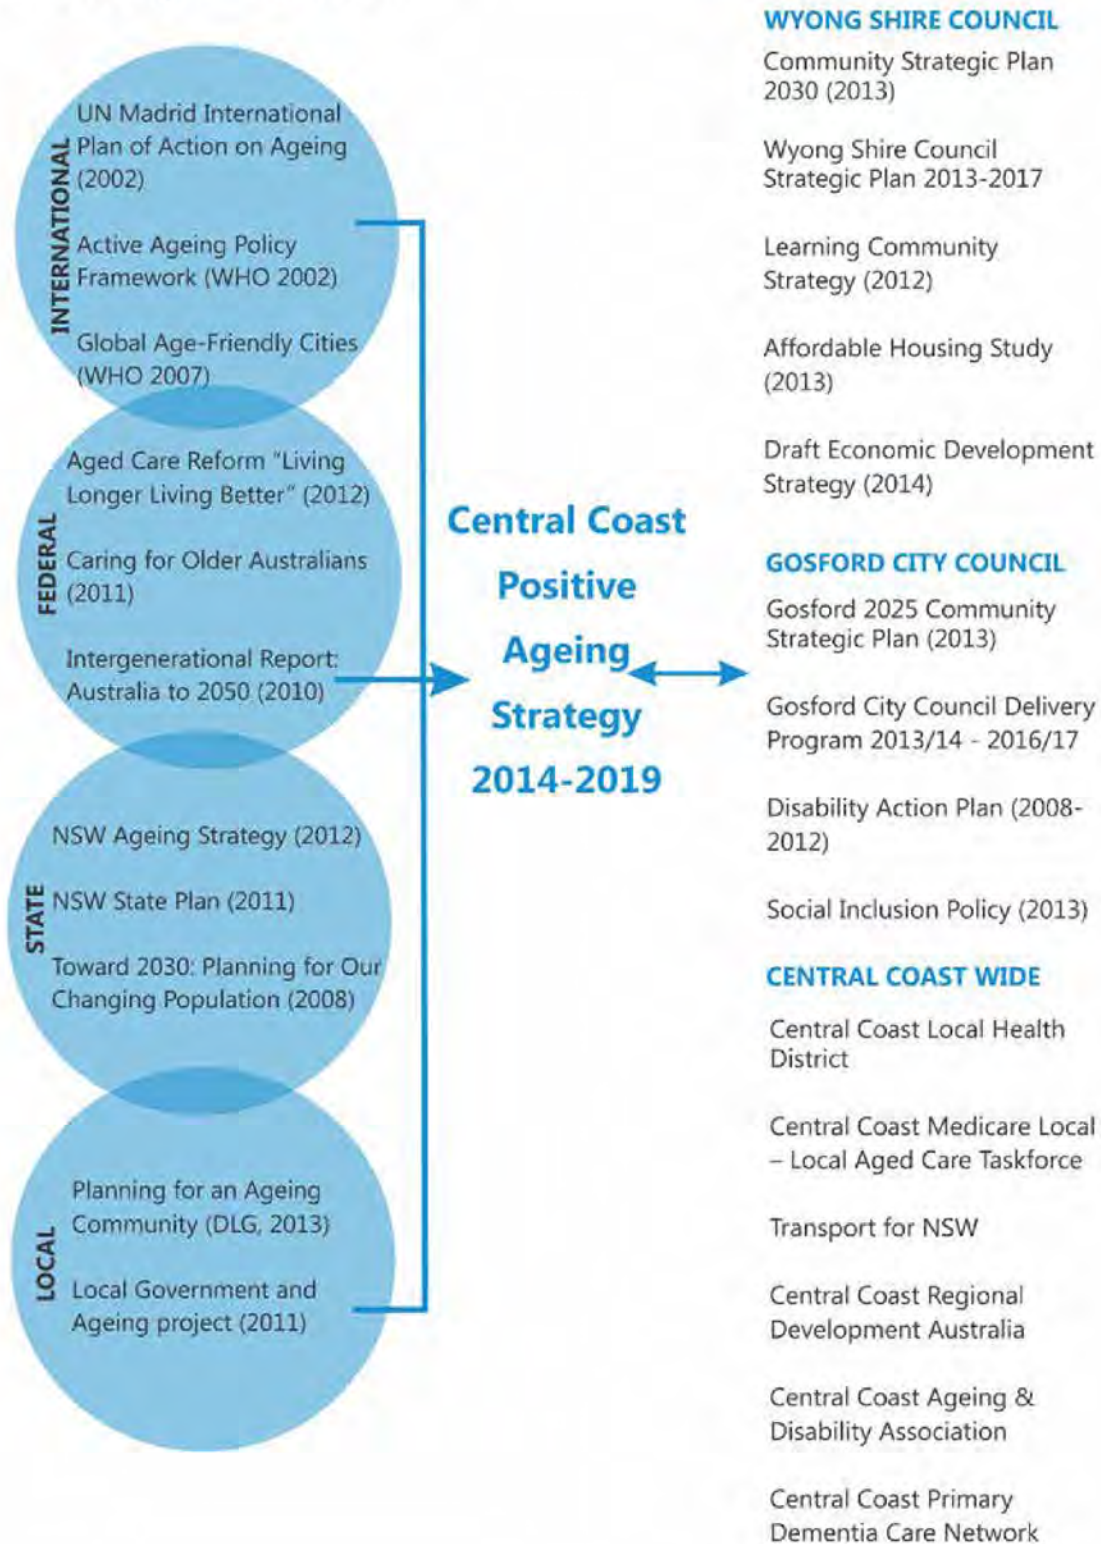 INTERNATIONAL
UN Madrid International
Plan of Action on Ageing
(2002)
Active Ageing Policy
Framework (WHO 2002)
Global Age-Friendly Cities
(WHO 2007)
FEDERAL
Aged Care Reform "Living
Longer Living Better" (2012)
Caring for Older Australians
(2011)
Intergenerational Report:
Australia to 2050 (2010)
STATE
NSW Ageing Strategy (2012)
NSW State Plan (2011)
Toward 2030: Planning for Our
Changing Population (2008)
LOCAL
Planning for an Ageing
Community (DLG, 2013)
Local Government and
Ageing project (2011)
Central Coast
Positive
Ageing
Strategy
2014-2019
WYONG SHIRE COUNCIL
Community Strategic Plan
2030 (2013)
Wyong Shire Council
Strategic Plan 2013-2017
Learning Community
Strategy (2012)
Affordable Housing Study
(2013)
Draft Economic Development
Strategy (2014)
GOSFORD CITY COUNCIL
Gosford 2025 Community
Strategic Plan (2013)
Gosford City Council Delivery
Program 2013/14 - 2016/17
Disability Action Plan (2008-
2012)
Social Inclusion Policy (2013)
CENTRAL COAST WIDE
Central Coast Local Health
District
Central Coast Medicare Local
– Local Aged Care Taskforce
Transport for NSW
Central Coast Regional
Development Australia
Central Coast Ageing &
Disability Association
Central Coast Primary
Dementia Care Network